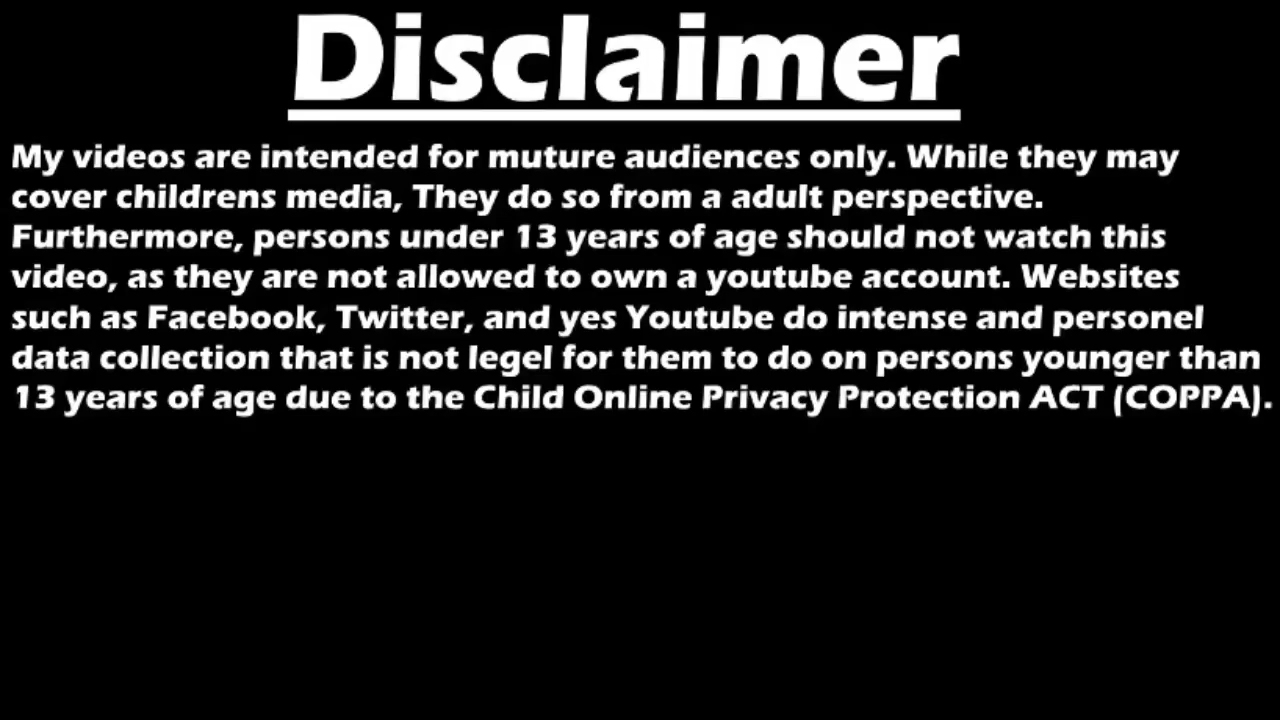 Disclaimer
My videos are intended for muture audiences only. While they may
cover childrens media, They do so from a adult perspective.
Furthermore, persons under 13 years of age should not watch this
video, as they are not allowed to own a youtube account. Websites
such as Facebook, Twitter, and yes Youtube do intense and personel
data collection that is not legel for them to do on persons younger than
13 years of age due to the Child Online Privacy Protection ACT (COPPA).